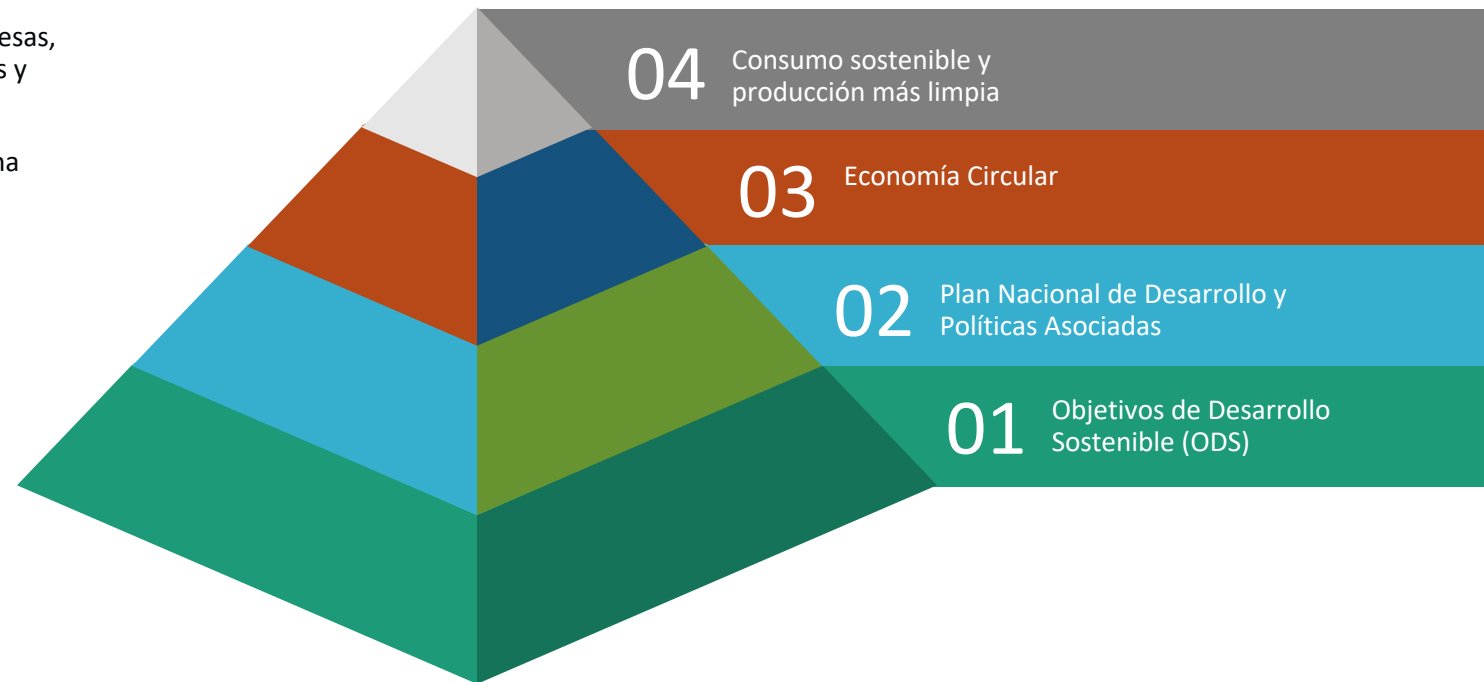 s y
04
Consumo sostenible y
producción más limpia
03
Economía Circular
02
Plan Nacional de Desarrollo y
Políticas Asociadas
01
Objetivos de Desarrollo
Sostenible (ODS)